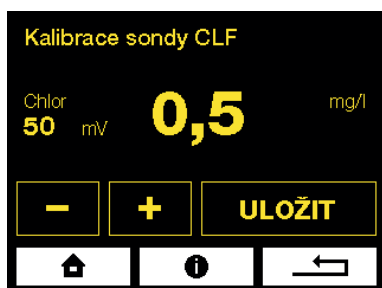 Kalibrace sondy CLF
Chlor
50 mV
0,5
mg/l
− + ULOŽIT